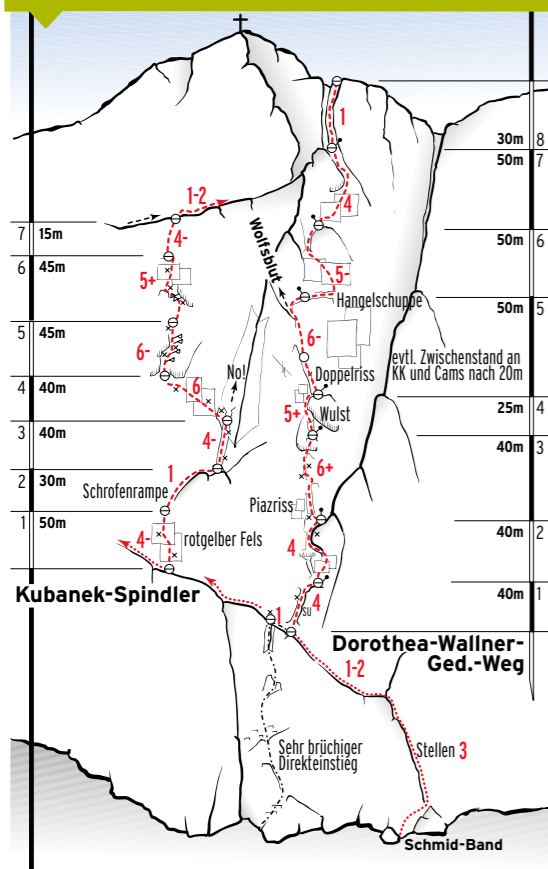 1
30m 8
50m 7
1-2
4
Wolfsblut
7 15m
4-
50m 6
6 45m
5+
5-
Hangelschuppe
50m 5
5 45m
6-
6-
evtl. Zwischenstand an
KK und Cams nach 20m
No!
Doppelriss
4 40m
6
25m 4
5+
Wulst
3 40m
4-
40m 3
6+
2 30m
1
Schrofenrampe
Piazriss
1 50m
4-
rotgelber Fels
4
40m 2
Kubanek-Spindler
4
40m 1
su
1
Dorothea-Wallner-
Ged.-Weg
1-2
Sehr brüchiger
Direkteinstieg
Stellen 3
Schmid-Band